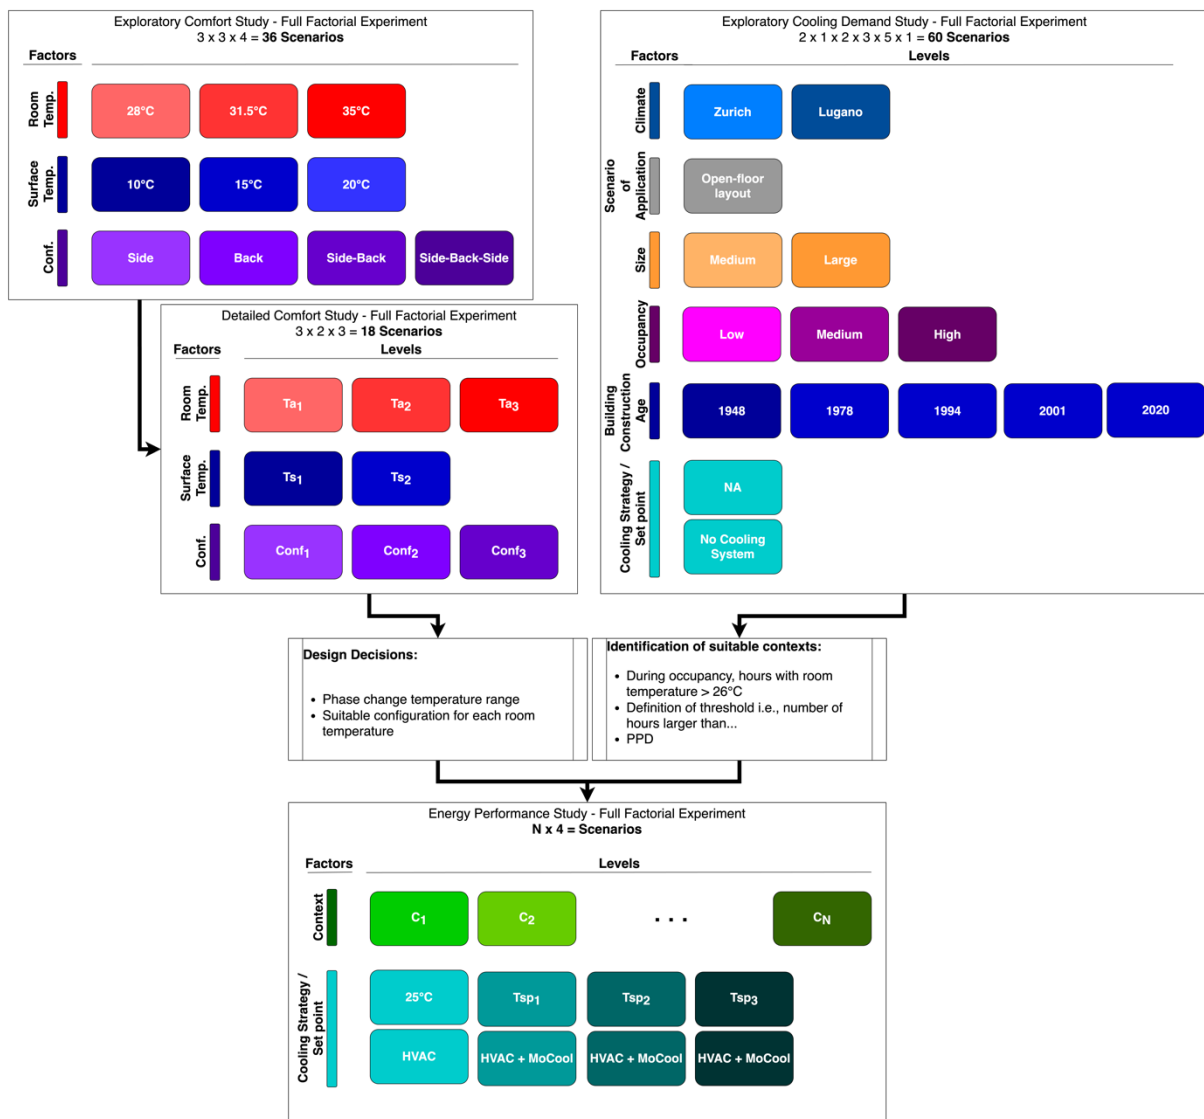 Exploratory Comfort Study - Full Factorial Experiment
3 x 3 x 4 = 36 Scenarios
Factors
Levels
Room Temp.
28°C
31.5°C
35°C
Surface Temp.
10°C
15°C
20°C
Conf.
Side
Back
Side-Back
Side-Back-Side
Exploratory Cooling Demand Study - Full Factorial Experiment
2 x 1 x 2 x 3 x 5 x 1 = 60 Scenarios
Factors
Levels
Climate
Zurich
Lugano
Scenario of Application
Open-floor
layout
Size
Medium
Large
Occupancy
Low
Medium
High
Building Construction Age
1948
1978
1994
2001
2020
Cooling Strategy / Set point
NA
No Cooling
System
Detailed Comfort Study - Full Factorial Experiment
3 x 2 x 3 = 18 Scenarios
Factors
Levels
Room Temp.
Ta1
Ta2
Ta3
Surface Temp.
Ts1
Ts2
Conf.
Conf1
Conf2
Conf3
Design Decisions:
• Phase change temperature range
• Suitable configuration for each room
temperature
Identification of suitable contexts:
• During occupancy, hours with room
temperature > 26°C
• Definition of threshold i.e., number of
hours larger than...
• PPD
Energy Performance Study - Full Factorial Experiment
N x 4 = Scenarios
Factors
Levels
Context
C1
C2
. . .
CN
Cooling Strategy / Set point
25°C
Tsp1
Tsp2
Tsp3
HVAC
HVAC + MoCool
HVAC + MoCool
HVAC + MoCool